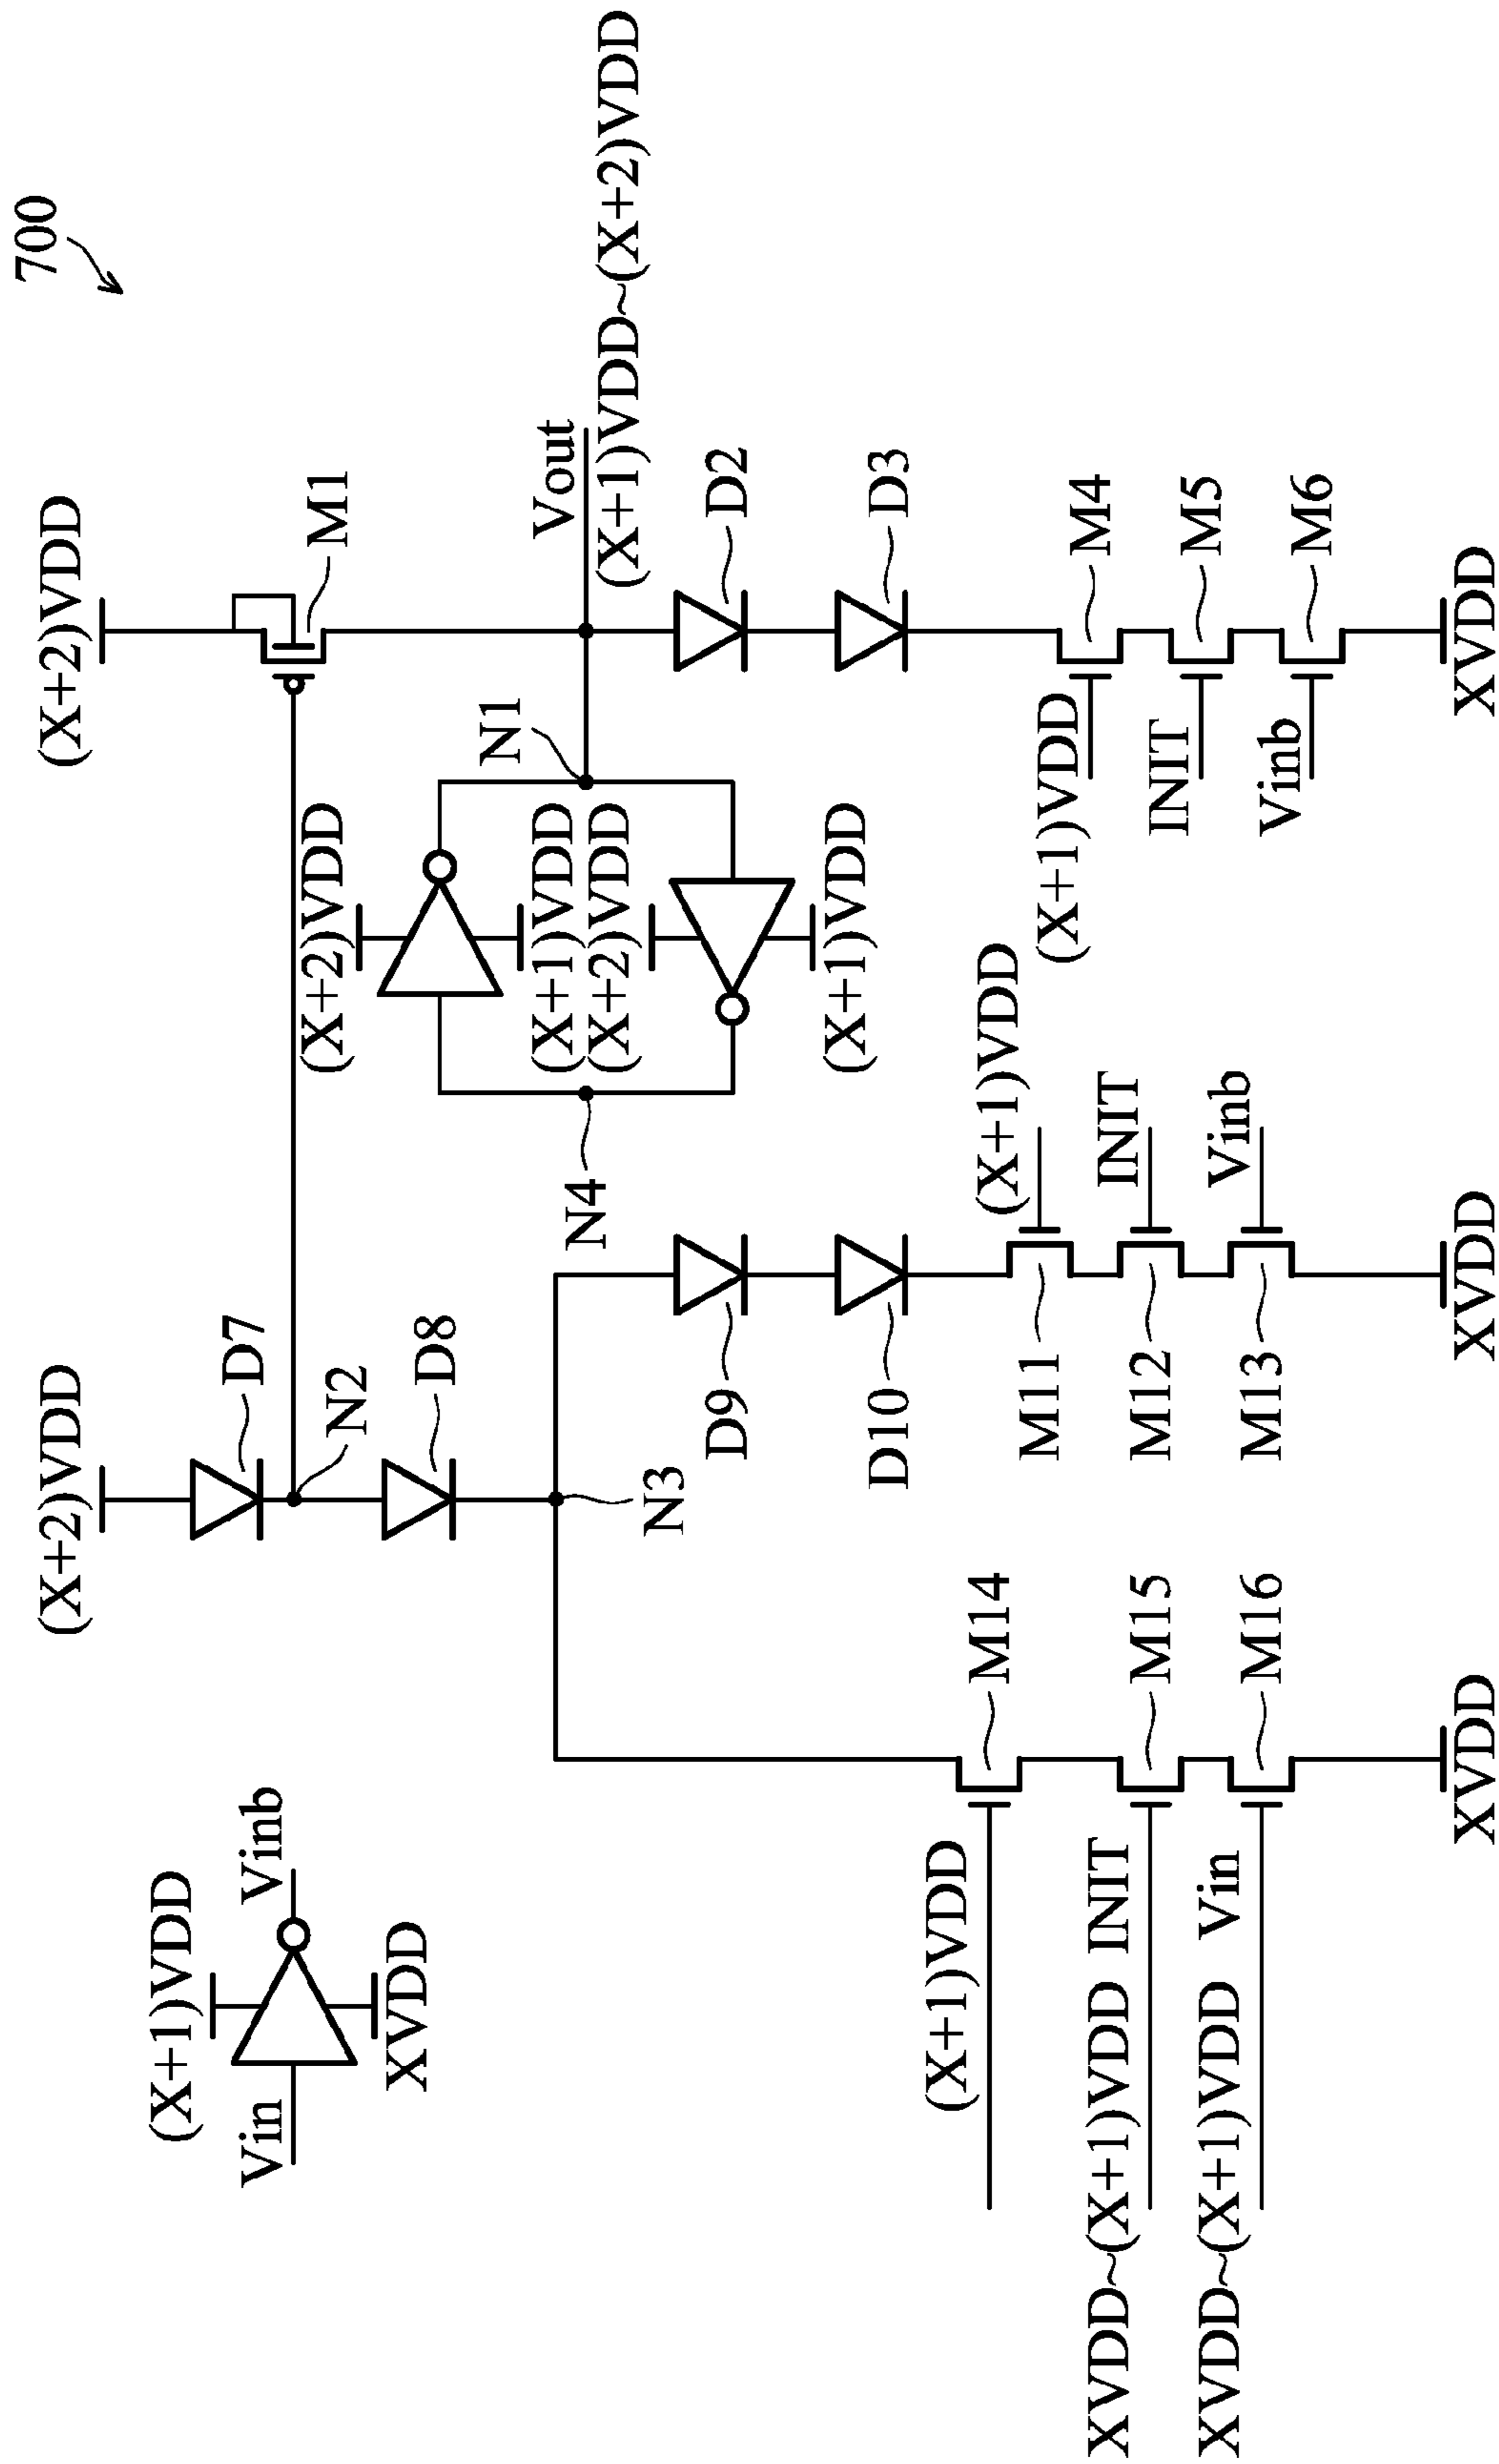 700
(X+2)VDD
(X+2)VDD
(X+1)VDD
Vin
Vinb
XVDD
D7
N2
D8
M1
(X+2)VDD
N1
Vout
(X+1)VDD~(X+2)VDD
(X+1)VDD
(X+2)VDD
(X+1)VDD
N4
N3
D2
D3
D9
D10
(X+1)VDD
M14
(X+1)VDD
M11
(X+1)VDD
M4
XVDD~(X+1)VDD INIT
M15
M12
INIT
INIT
M5
XVDD~(X+1)VDD Vin
M16
M13
Vinb
Vinb
M6
XVDD
XVDD
XVDD